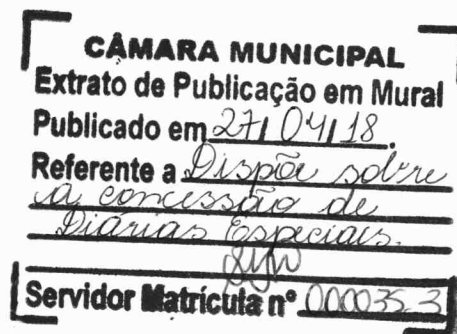 CÂMARA MUNICIPAL
Extrato de Publicação em Mural
Publicado em 27/04/18.
Referente a Dispõe sobre
a concessão de
Diárias Especiais.
Servidor Matrícula nº 000035-3